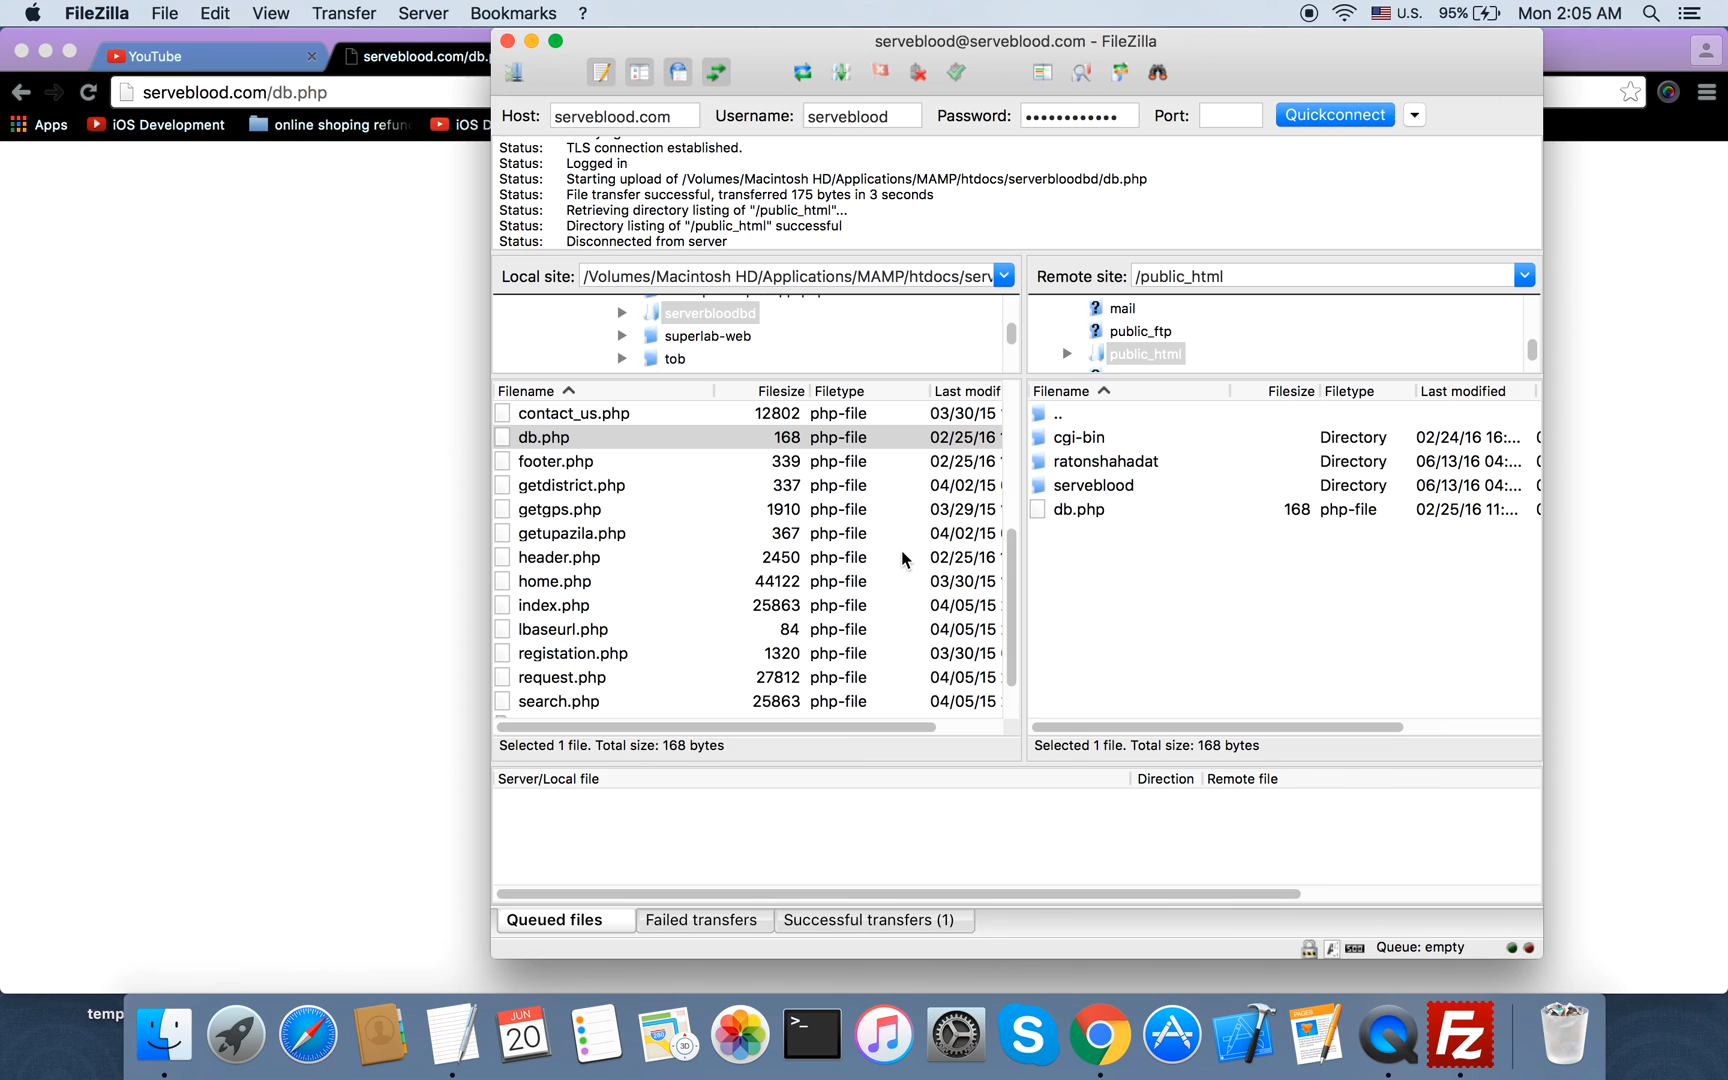 FileZilla File Edit View Transfer Server Bookmarks ? U.S. 95% Mon 2:05 AM
YouTube serveblood.com/db.p
serveblood@serveblood.com - FileZilla
serveblood.com/db.php
Apps iOS Development online shoping refun iOS D
Host: serveblood.com Username: serveblood Password: •••••••••••• Port: Quickconnect
Status: TLS connection established.
Status: Logged in
Status: Starting upload of /Volumes/Macintosh HD/Applications/MAMP/htdocs/serverbloodbd/db.php
Status: File transfer successful, transferred 175 bytes in 3 seconds
Status: Retrieving directory listing of "/public_html"...
Status: Directory listing of "/public_html" successful
Status: Disconnected from server
Local site: /Volumes/Macintosh HD/Applications/MAMP/htdocs/serv Remote site: /public_html
serverbloodbd
superlab-web
tob
mail
public_ftp
public_html
Filename Filesize Filetype Last modif
contact_us.php 12802 php-file 03/30/15
db.php 168 php-file 02/25/16
footer.php 339 php-file 02/25/16
getdistrict.php 337 php-file 04/02/15
getgps.php 1910 php-file 03/29/15
getupazila.php 367 php-file 04/02/15
header.php 2450 php-file 02/25/16
home.php 44122 php-file 03/30/15
index.php 25863 php-file 04/05/15
lbaseurl.php 84 php-file 04/05/15
registation.php 1320 php-file 03/30/15
request.php 27812 php-file 04/05/15
search.php 25863 php-file 04/05/15
Selected 1 file. Total size: 168 bytes
Filename Filesize Filetype Last modified
..
cgi-bin Directory 02/24/16 16:...
ratonshahadat Directory 06/13/16 04:...
serveblood Directory 06/13/16 04:...
db.php 168 php-file 02/25/16 11:...
Selected 1 file. Total size: 168 bytes
Server/Local file Direction Remote file
Queued files Failed transfers Successful transfers (1)
Queue: empty
temp
JUN
20
3D
PAGES
Fz